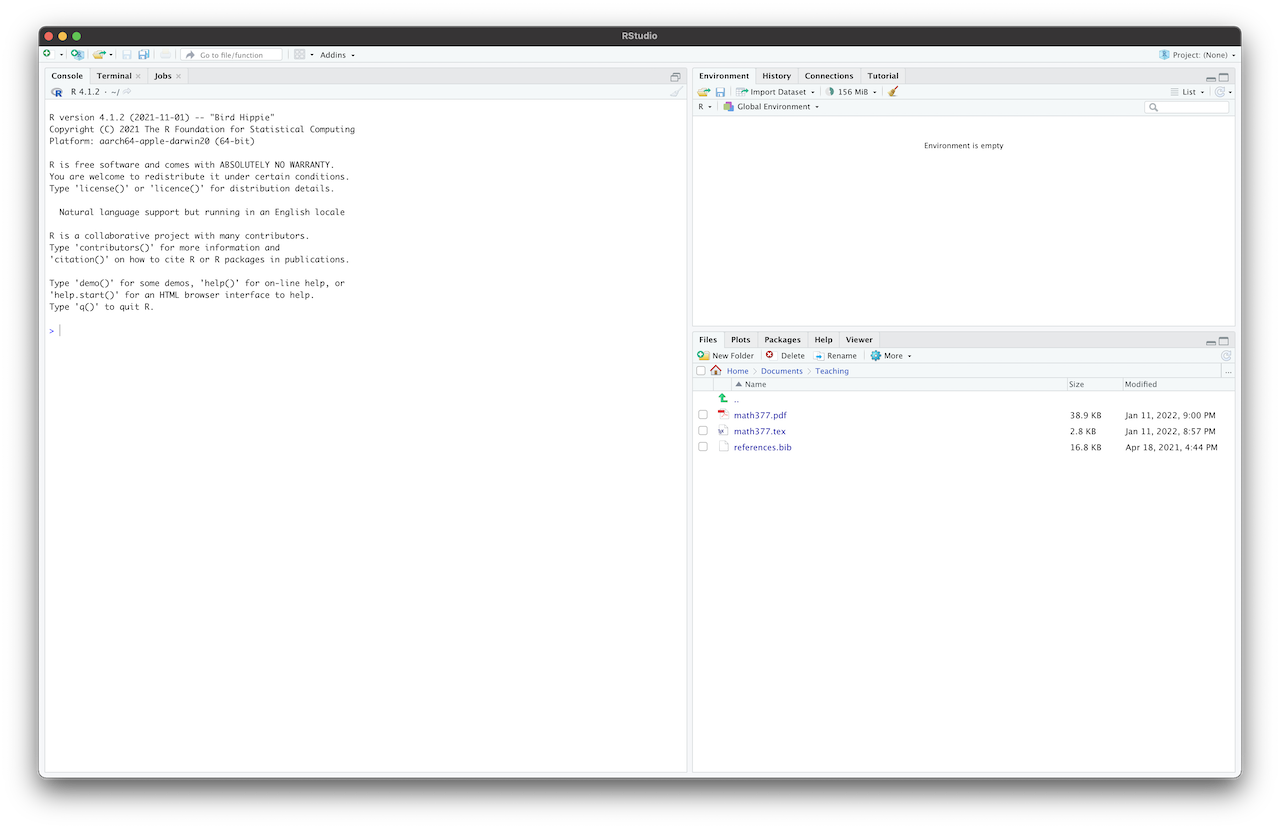 RStudio
Go to file/function
Addins
Project: (None)
Console Terminal Jobs
R 4.1.2 · ~/
R version 4.1.2 (2021-11-01) -- "Bird Hippie"
Copyright (C) 2021 The R Foundation for Statistical Computing
Platform: aarch64-apple-darwin20 (64-bit)
R is free software and comes with ABSOLUTELY NO WARRANTY.
You are welcome to redistribute it under certain conditions.
Type 'license()' or 'licence()' for distribution details.
Natural language support but running in an English locale
R is a collaborative project with many contributors.
Type 'contributors()' for more information and
'citation()' on how to cite R or R packages in publications.
Type 'demo()' for some demos, 'help()' for on-line help, or
'help.start()' for an HTML browser interface to help.
Type 'q()' to quit R.
>
Environment History Connections Tutorial
Import Dataset 156 MiB List
R Global Environment
Environment is empty
Files Plots Packages Help Viewer
New Folder Delete Rename More
Home Documents Teaching ...
Name Size Modified
..
math377.pdf 38.9 KB Jan 11, 2022, 9:00 PM
math377.tex 2.8 KB Jan 11, 2022, 8:57 PM
references.bib 16.8 KB Apr 18, 2021, 4:44 PM